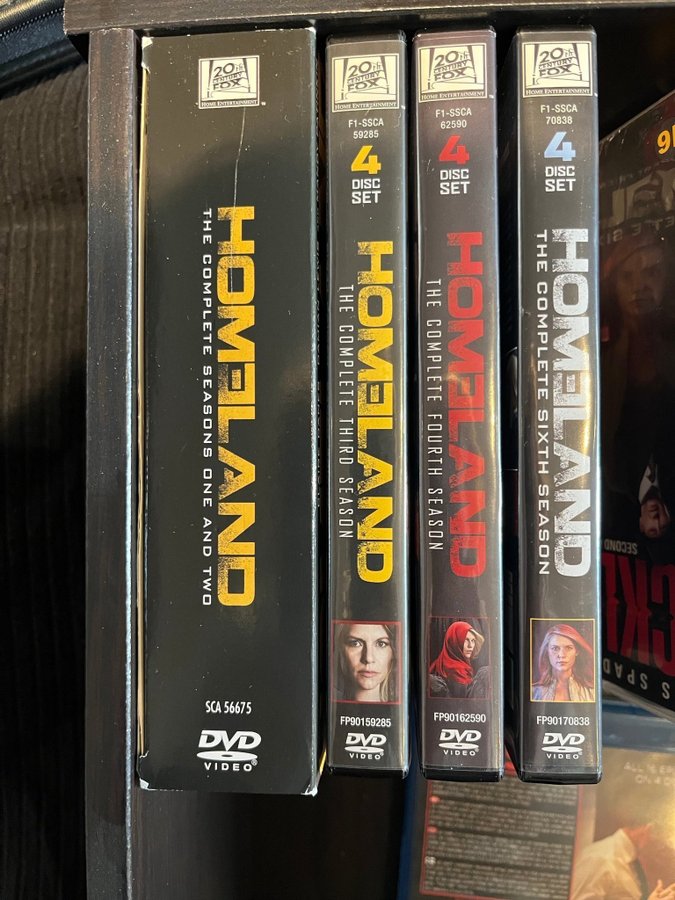 20TH
CENTURY
FOX
HOME ENTERTAINMENT
HOMELAND
THE COMPLETE SEASONS ONE AND TWO
SCA 56675
DVD
VIDEO
20TH
CENTURY
FOX
HOME ENTERTAINMENT
F1-SSCA
59285
4
DISC
SET
HOMELAND
THE COMPLETE THIRD SEASON
FP90159285
DVD
VIDEO
20TH
CENTURY
FOX
HOME ENTERTAINMENT
F1-SSCA
62590
4
DISC
SET
HOMELAND
THE COMPLETE FOURTH SEASON
FP90162590
DVD
VIDEO
20TH
CENTURY
FOX
HOME ENTERTAINMENT
F1-SSCA
70838
4
DISC
SET
HOMELAND
THE COMPLETE SIXTH SEASON
FP90170838
DVD
VIDEO
SECOND